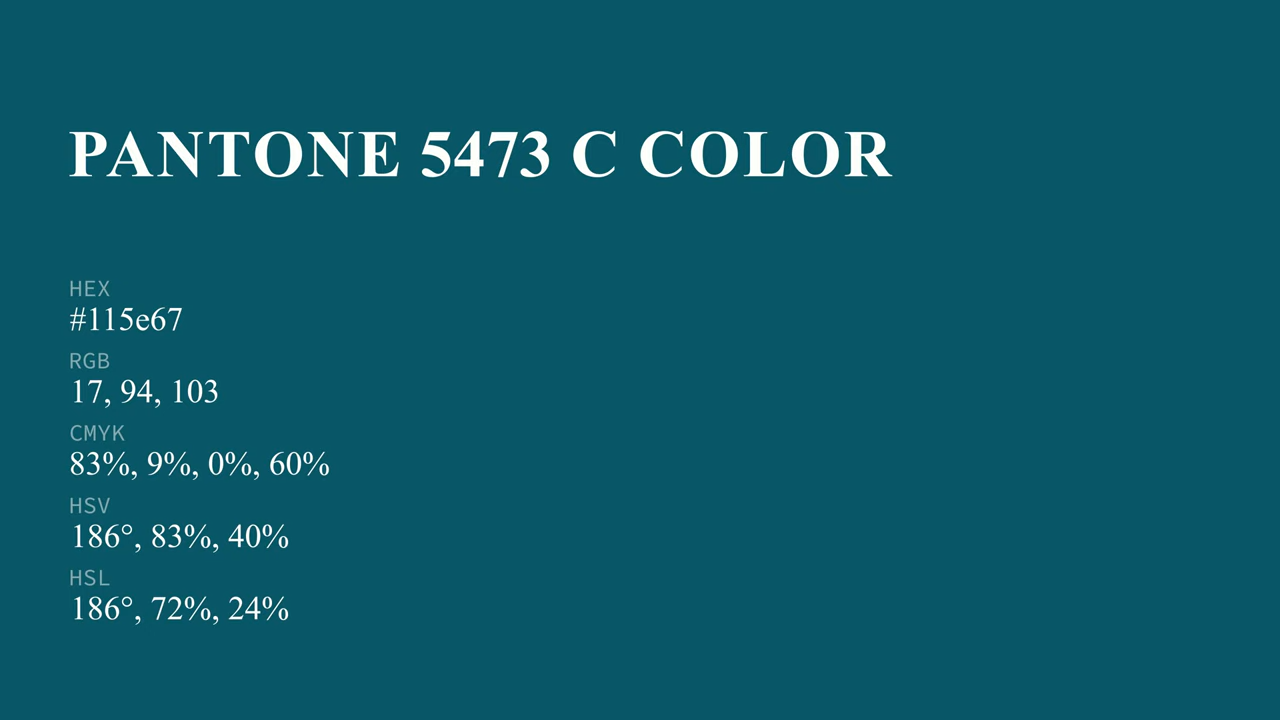 PANTONE 5473 C COLOR
HEX
#115e67
RGB
17, 94, 103
CMYK
83%, 9%, 0%, 60%
HSV
186°, 83%, 40%
HSL
186°, 72%, 24%